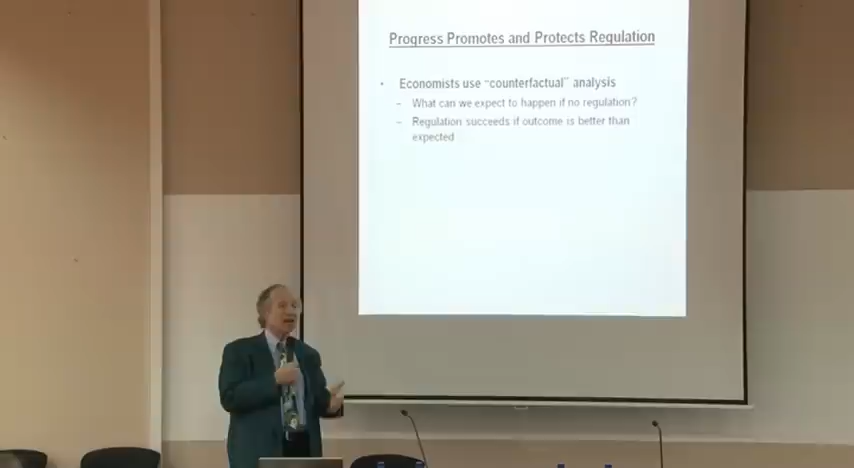 Progress Promotes and Protects Regulation
• Economists use "counterfactual" analysis
– What can we expect to happen if no regulation?
– Regulation succeeds if outcome is better than
expected